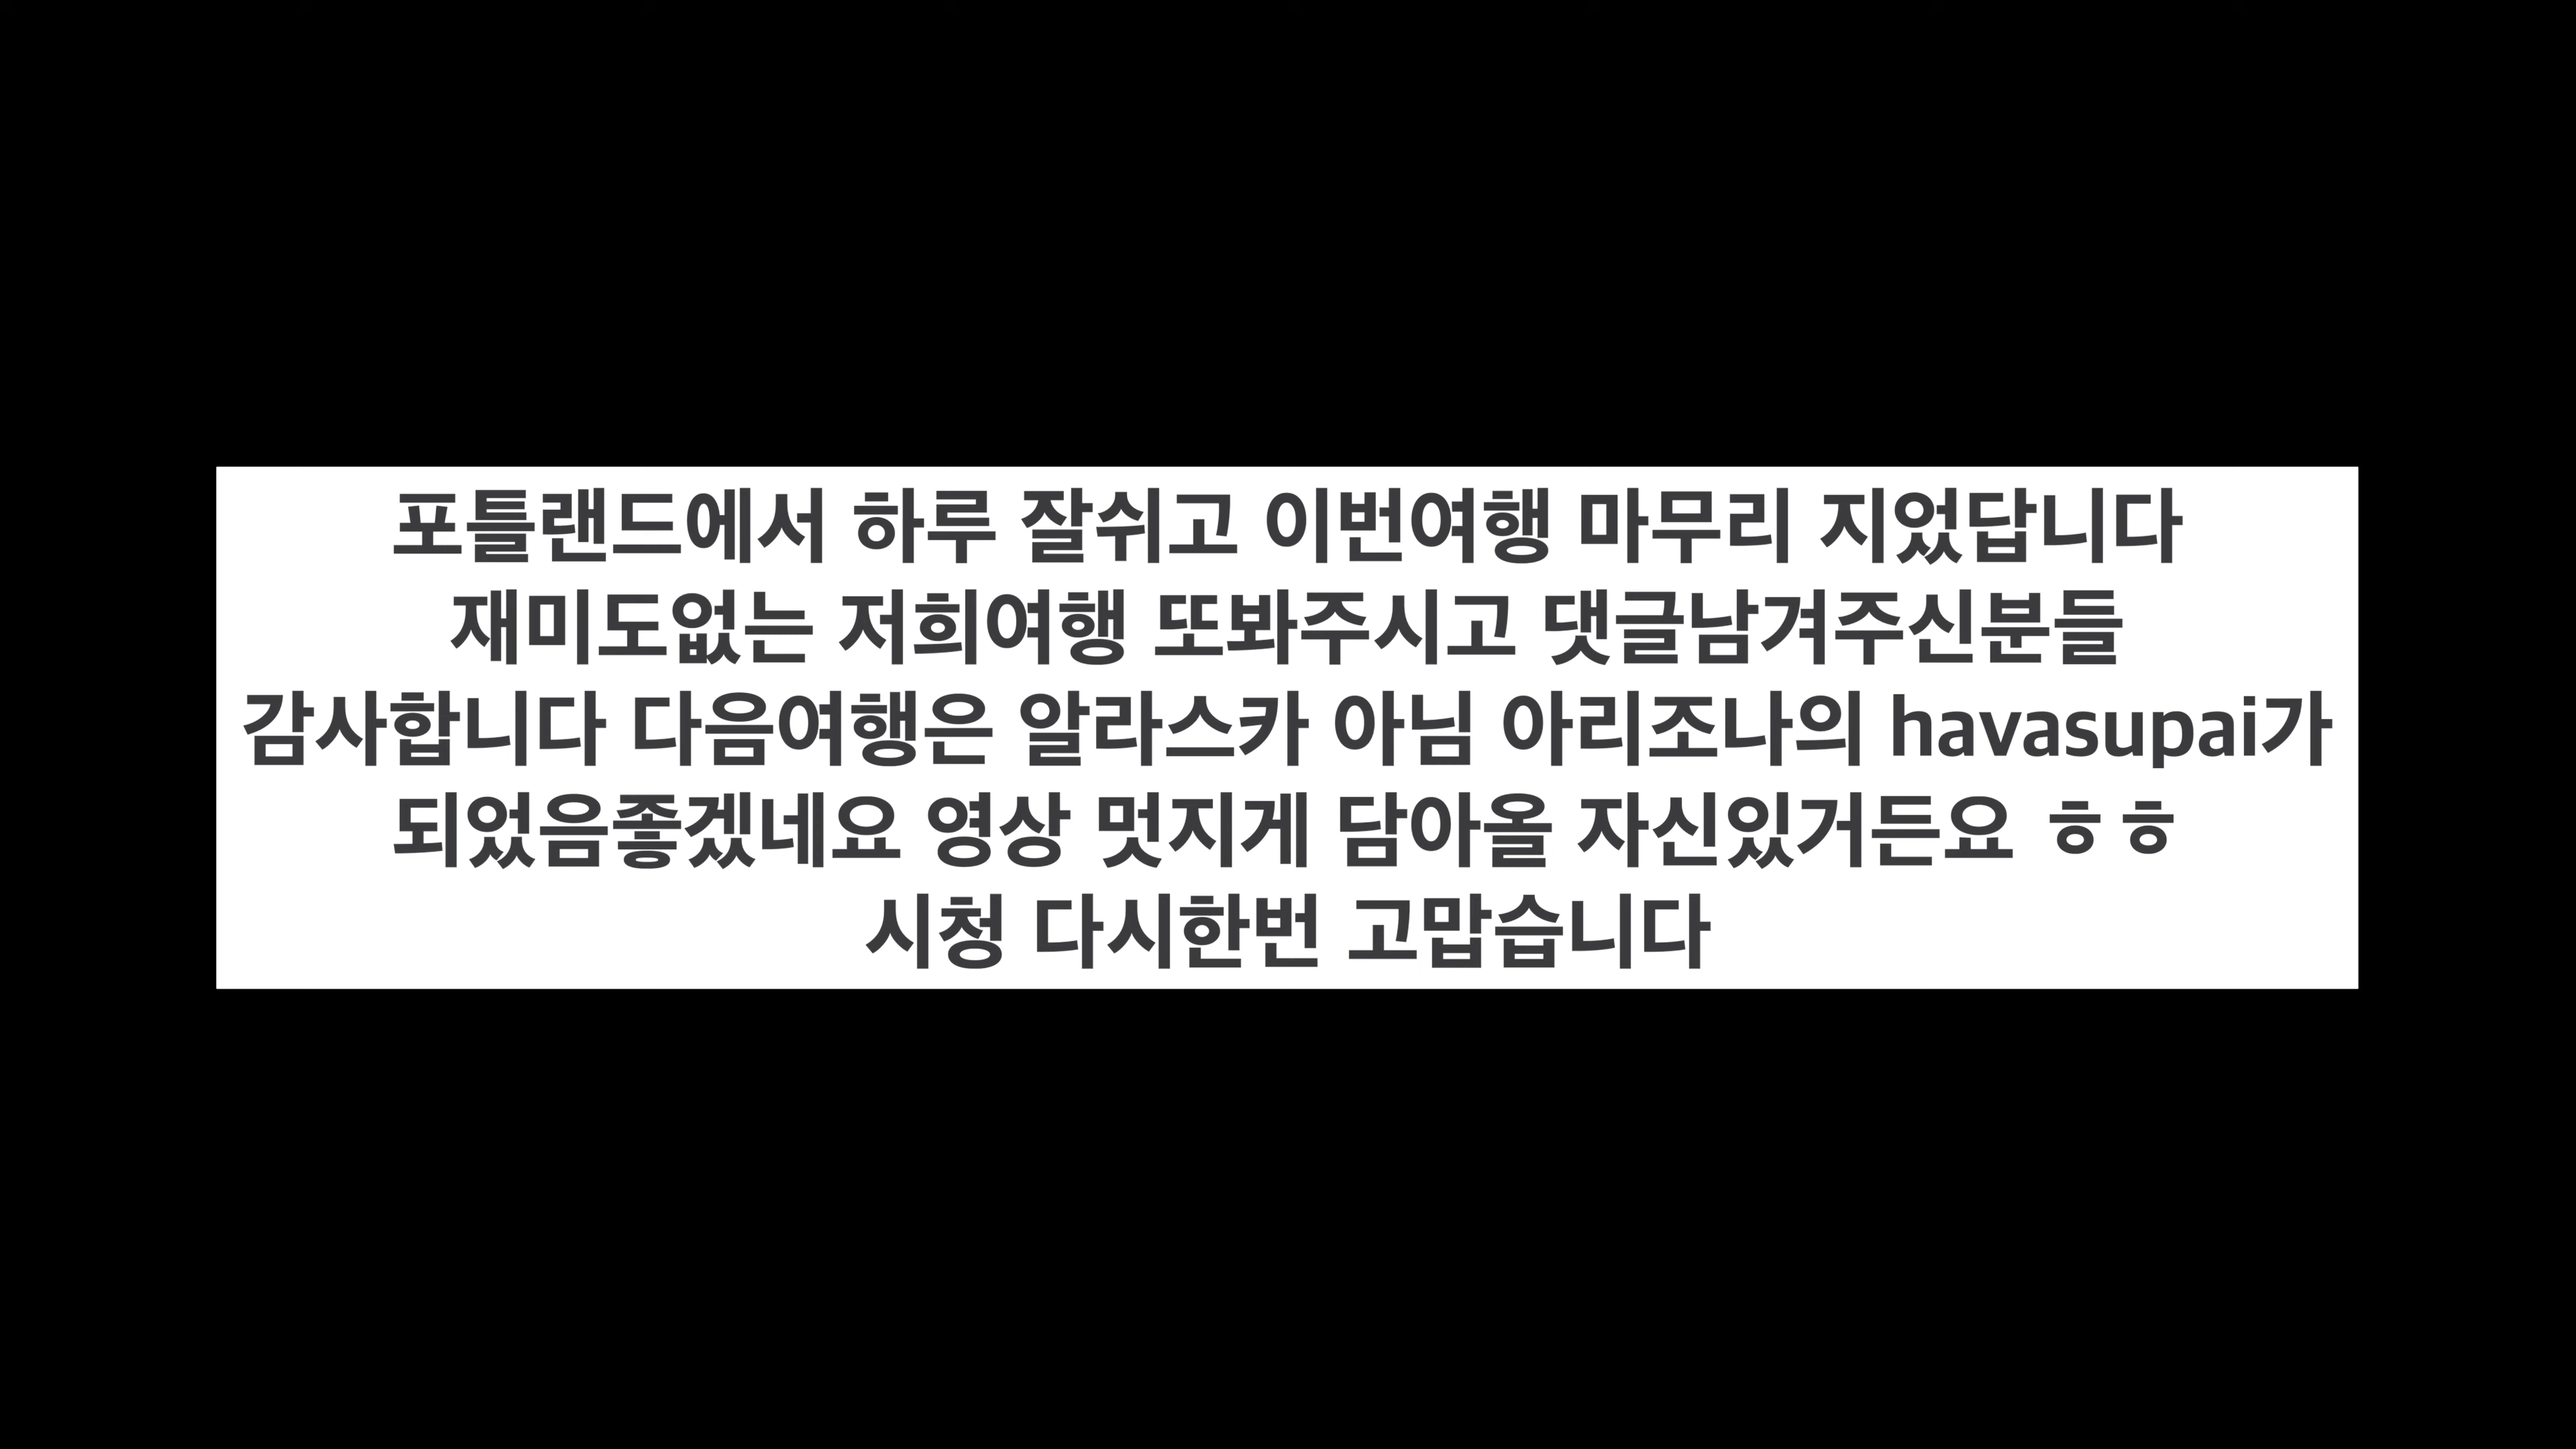 포틀랜드에서 하루 잘쉬고 이번여행 마무리 지었답니다
재미도없는 저희여행 또봐주시고 댓글남겨주신분들
감사합니다 다음여행은 알라스카 아님 아리조나의 havasupai가
되었음좋겠네요 영상 멋지게 담아올 자신있거든요 ㅎㅎ
시청 다시한번 고맙습니다